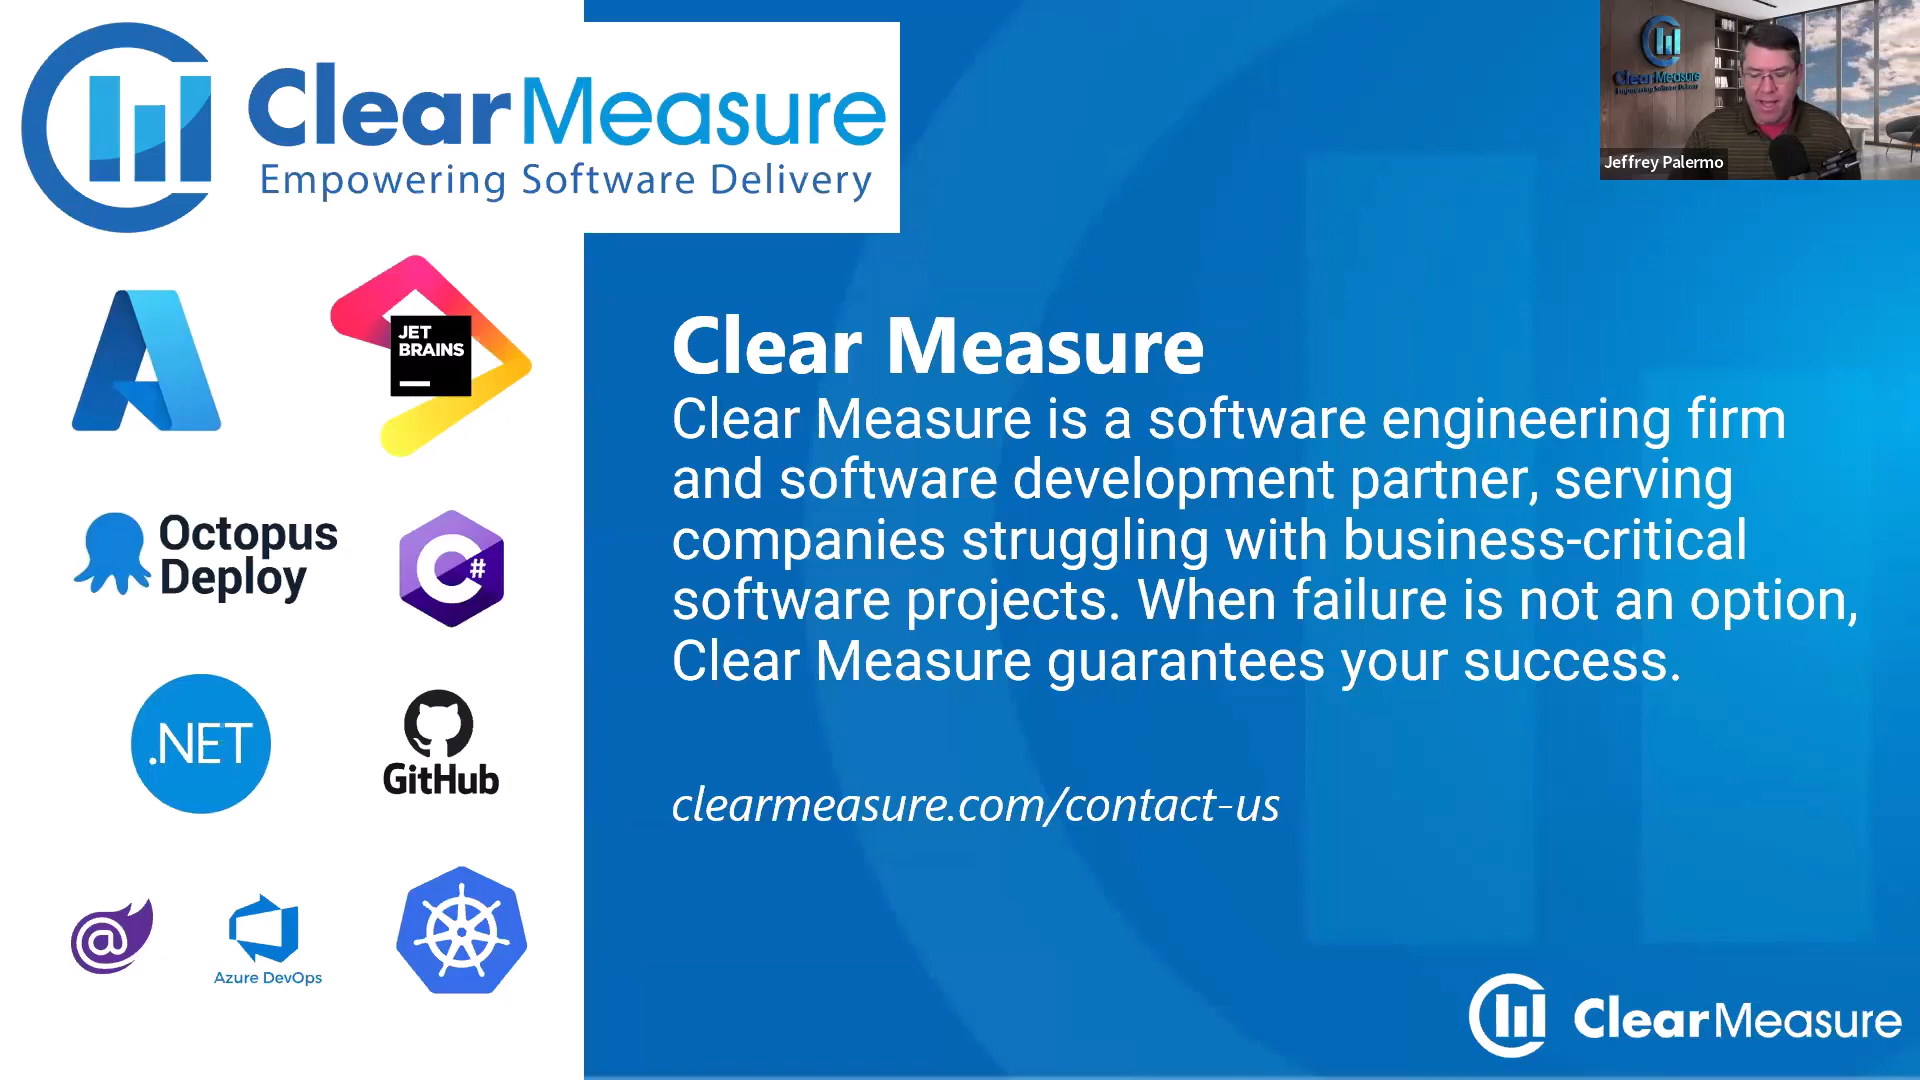 ClearMeasure
Empowering Software Delivery
ClearMeasure
Jeffrey Palermo
JET
BRAINS
Octopus
Deploy
C#
.NET
GitHub
@
Azure DevOps
Clear Measure
Clear Measure is a software engineering firm
and software development partner, serving
companies struggling with business-critical
software projects. When failure is not an option,
Clear Measure guarantees your success.
clearmeasure.com/contact-us
ClearMeasure